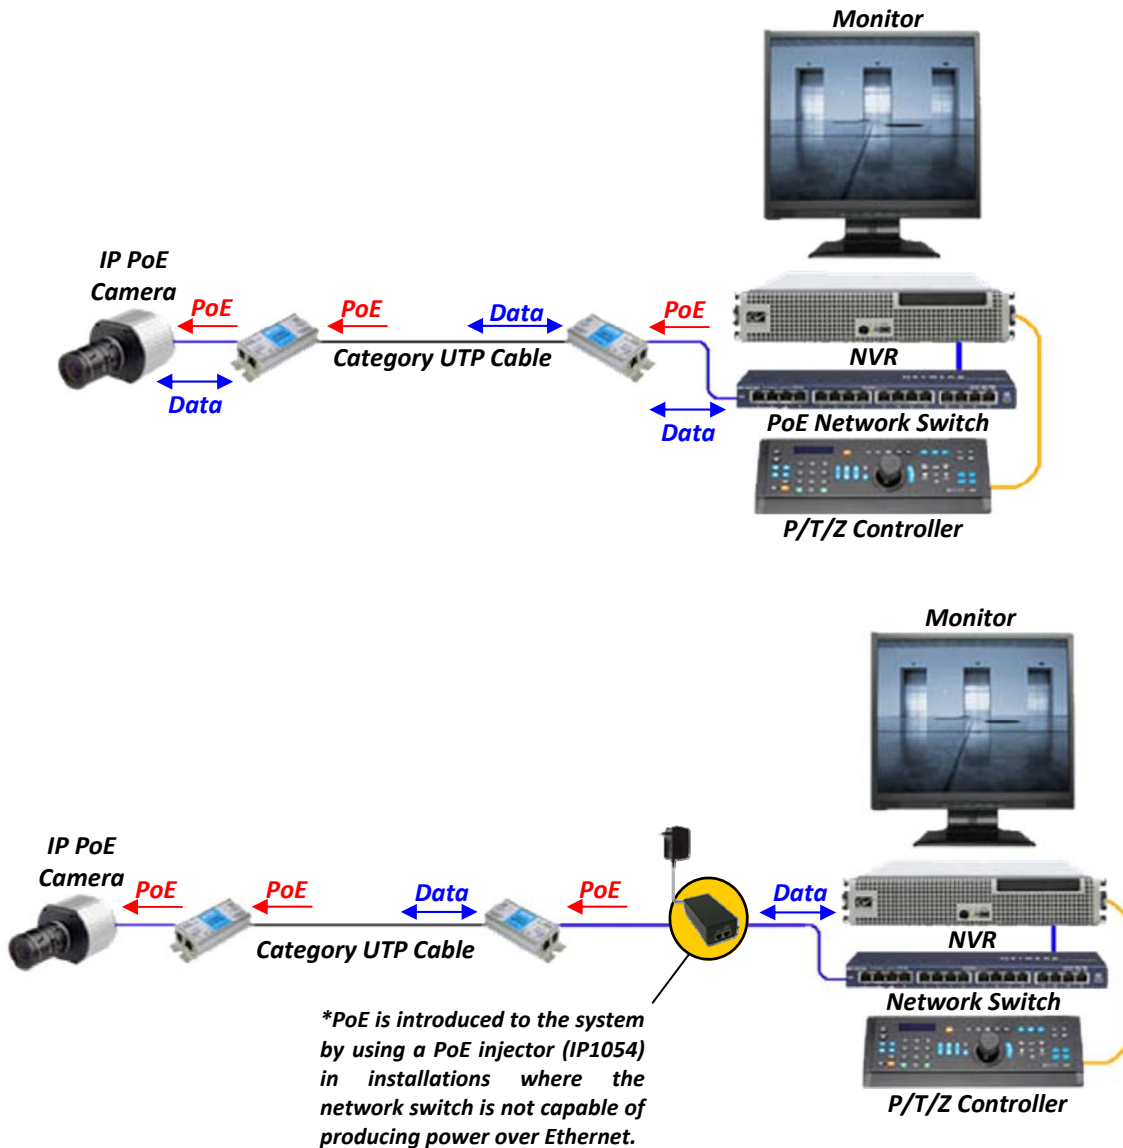 Monitor
IP PoE
Camera
PoE
PoE
Data
PoE
Category UTP Cable
NVR
Data
Data
PoE Network Switch
P/T/Z Controller
Monitor
IP PoE
Camera
PoE
PoE
Data
PoE
Data
Category UTP Cable
NVR
Network Switch
*PoE is introduced to the system
by using a PoE injector (IP1054)
in installations where the
network switch is not capable of
producing power over Ethernet.
P/T/Z Controller